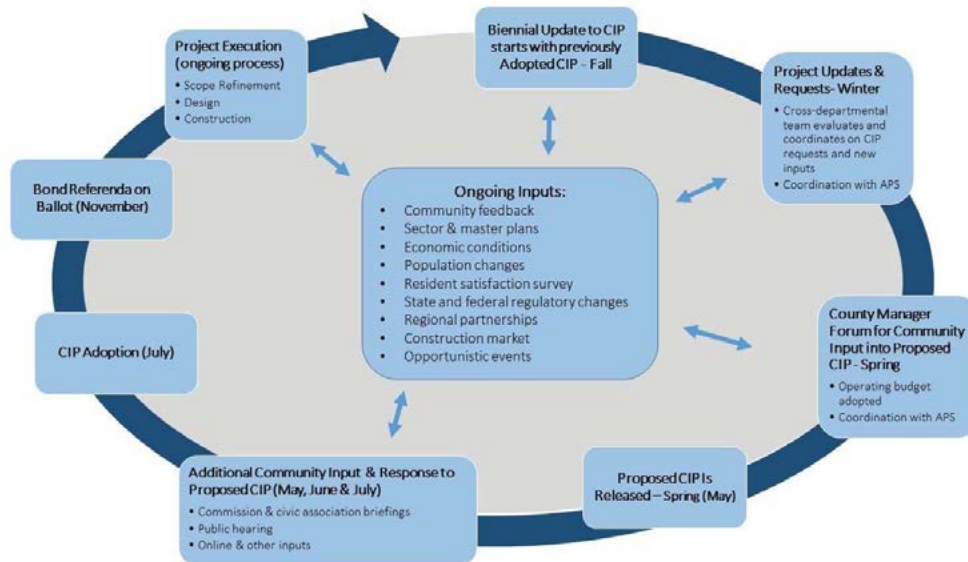 Biennial Update to CIP
starts with previously
Adopted CIP - Fall
Project Updates &
Requests- Winter
• Cross-departmental
team evaluates and
coordinates on CIP
requests and new
inputs
• Coordination with APS
County Manager
Forum for Community
Input into Proposed
CIP - Spring
• Operating budget
adopted
• Coordination with APS
Proposed CIP Is
Released – Spring (May)
Additional Community Input & Response to
Proposed CIP (May, June & July)
• Commission & civic association briefings
• Public hearing
• Online & other inputs
CIP Adoption (July)
Bond Referenda on
Ballot (November)
Project Execution
(ongoing process)
• Scope Refinement
• Design
• Construction
Ongoing Inputs:
• Community feedback
• Sector & master plans
• Economic conditions
• Population changes
• Resident satisfaction survey
• State and federal regulatory changes
• Regional partnerships
• Construction market
• Opportunistic events